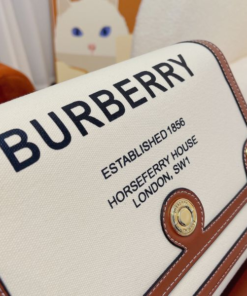 BURBERRY
ESTABLISHED 1856
HORSEFERRY HOUSE
LONDON, SW1